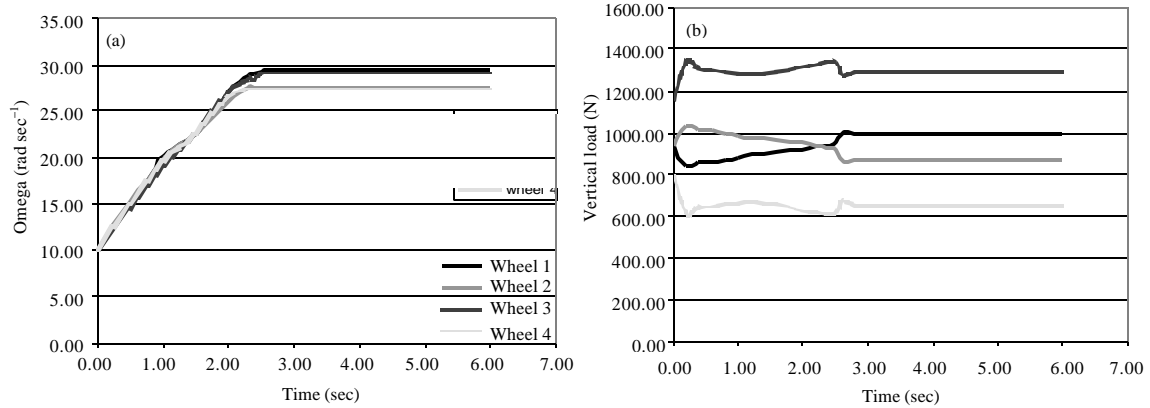 (a)
Omega (rad sec⁻¹)
35.00
30.00
25.00
20.00
15.00
10.00
5.00
0.00
0.00 1.00 2.00 3.00 4.00 5.00 6.00 7.00
Time (sec)
wheel 4
Wheel 1
Wheel 2
Wheel 3
Wheel 4
(b)
Vertical load (N)
1600.00
1400.00
1200.00
1000.00
800.00
600.00
400.00
200.00
0.00
0.00 1.00 2.00 3.00 4.00 5.00 6.00 7.00
Time (sec)